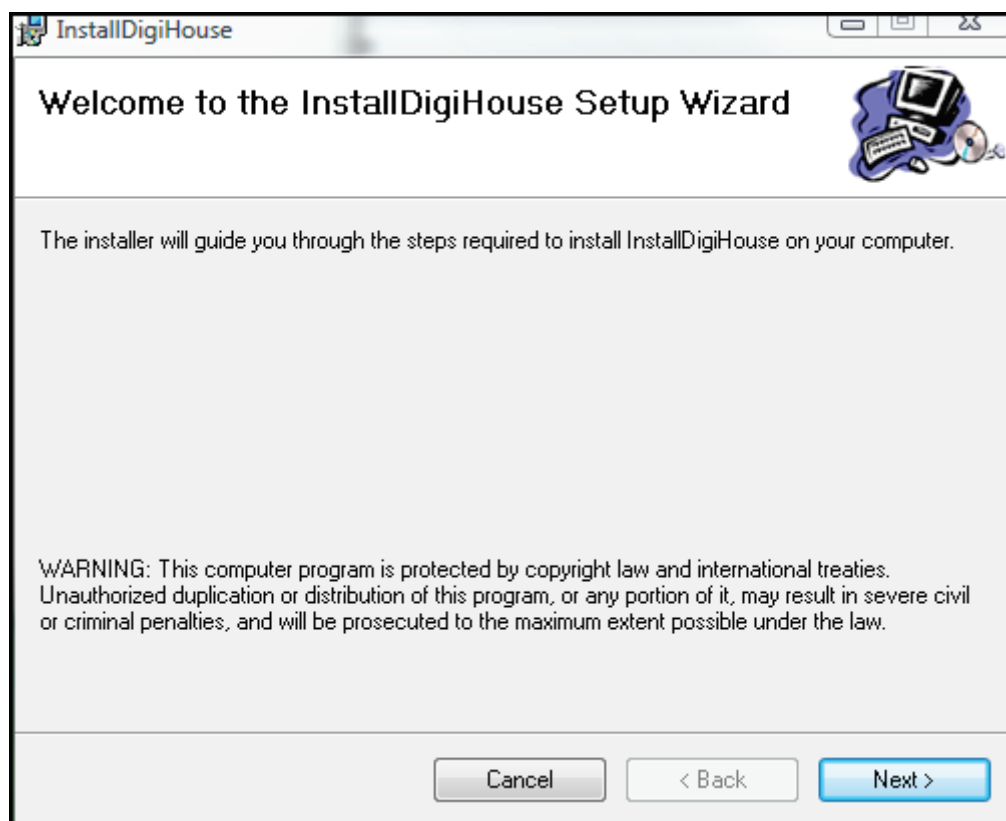 InstallDigiHouse
Welcome to the InstallDigiHouse Setup Wizard
The installer will guide you through the steps required to install InstallDigiHouse on your computer.
WARNING: This computer program is protected by copyright law and international treaties.
Unauthorized duplication or distribution of this program, or any portion of it, may result in severe civil
or criminal penalties, and will be prosecuted to the maximum extent possible under the law.
Cancel
< Back
Next >